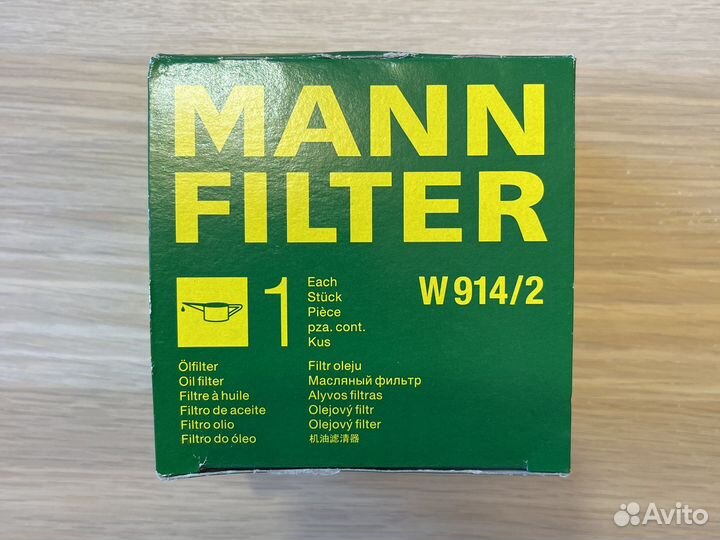 MANN
FILTER
1
Each
Stück
Pièce
pza. cont.
Kus
W 914/2
Ölfilter
Oil filter
Filtre à huile
Filtro de aceite
Filtro olio
Filtro do óleo
Filtr oleju
Масляный фильтр
Alyvos filtras
Olejový filtr
Olejový filter
机油滤清器
Avito